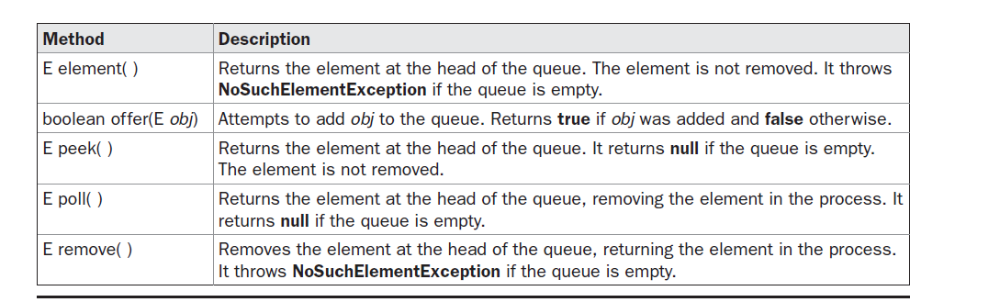 Method Description
E element( ) Returns the element at the head of the queue. The element is not removed. It throws
NoSuchElementException if the queue is empty.
boolean offer(E obj) Attempts to add obj to the queue. Returns true if obj was added and false otherwise.
E peek( ) Returns the element at the head of the queue. It returns null if the queue is empty.
The element is not removed.
E poll( ) Returns the element at the head of the queue, removing the element in the process. It
returns null if the queue is empty.
E remove( ) Removes the element at the head of the queue, returning the element in the process.
It throws NoSuchElementException if the queue is empty.